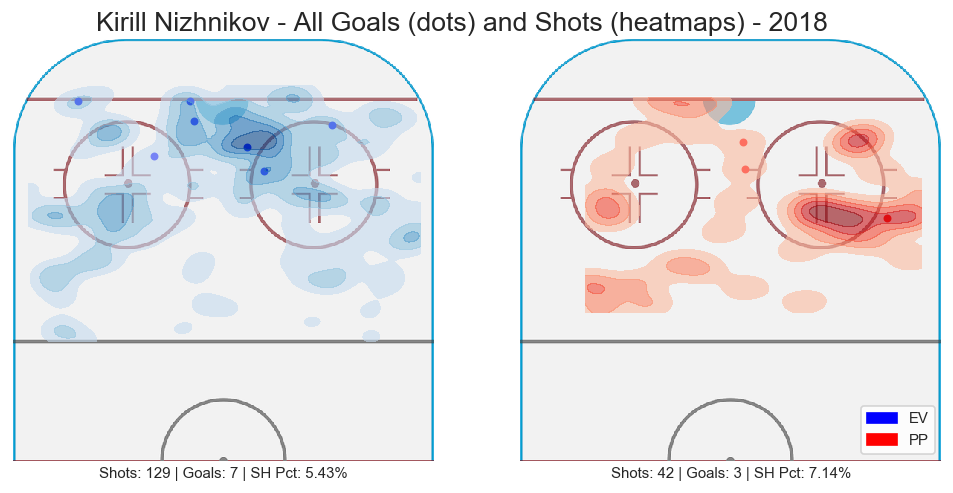 Kirill Nizhnikov - All Goals (dots) and Shots (heatmaps) - 2018
EV
PP
Shots: 129 | Goals: 7 | SH Pct: 5.43%
Shots: 42 | Goals: 3 | SH Pct: 7.14%